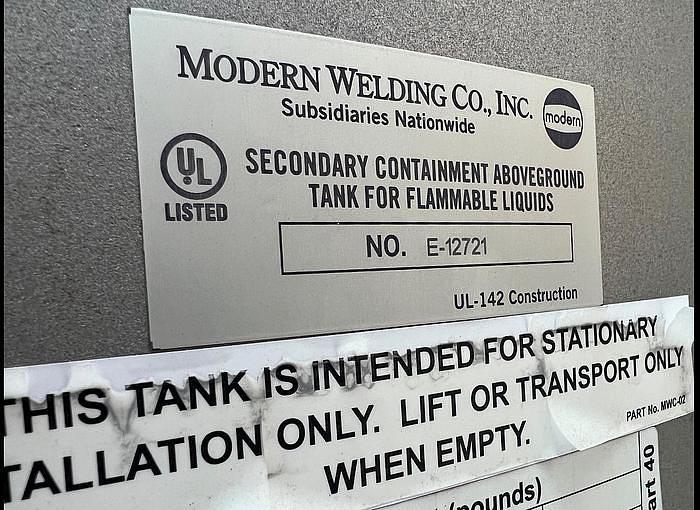 MODERN WELDING CO., INC.
Subsidiaries Nationwide
modern
UL
LISTED
SECONDARY CONTAINMENT ABOVEGROUND
TANK FOR FLAMMABLE LIQUIDS
NO. E-12721
UL-142 Construction
THIS TANK IS INTENDED FOR STATIONARY
TALLATION ONLY. LIFT OR TRANSPORT ONLY
WHEN EMPTY.
PART No. MWC-02
(pounds)
art 40